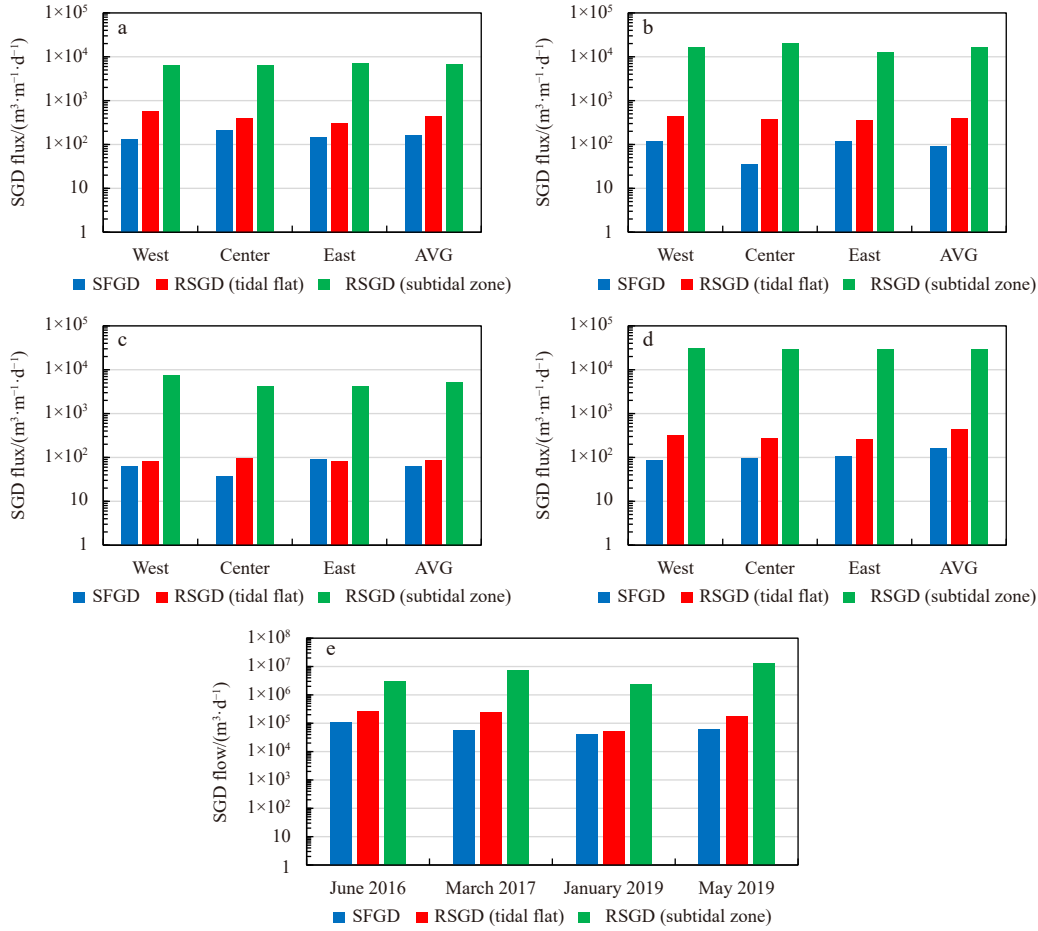 a
SGD flux/(m³·m⁻¹·d⁻¹)
1×10⁵
1×10⁴
1×10³
1×10²
10
1
West Center East AVG
SFGD RSGD (tidal flat) RSGD (subtidal zone)
b
SGD flux/(m³·m⁻¹·d⁻¹)
1×10⁵
1×10⁴
1×10³
1×10²
10
1
West Center East AVG
SFGD RSGD (tidal flat) RSGD (subtidal zone)
c
SGD flux/(m³·m⁻¹·d⁻¹)
1×10⁵
1×10⁴
1×10³
1×10²
10
1
West Center East AVG
SFGD RSGD (tidal flat) RSGD (subtidal zone)
d
SGD flux/(m³·m⁻¹·d⁻¹)
1×10⁵
1×10⁴
1×10³
1×10²
10
1
West Center East AVG
SFGD RSGD (tidal flat) RSGD (subtidal zone)
e
SGD flow/(m³·d⁻¹)
1×10⁸
1×10⁷
1×10⁶
1×10⁵
1×10⁴
1×10³
1×10²
10
1
June 2016 March 2017 January 2019 May 2019
SFGD RSGD (tidal flat) RSGD (subtidal zone)